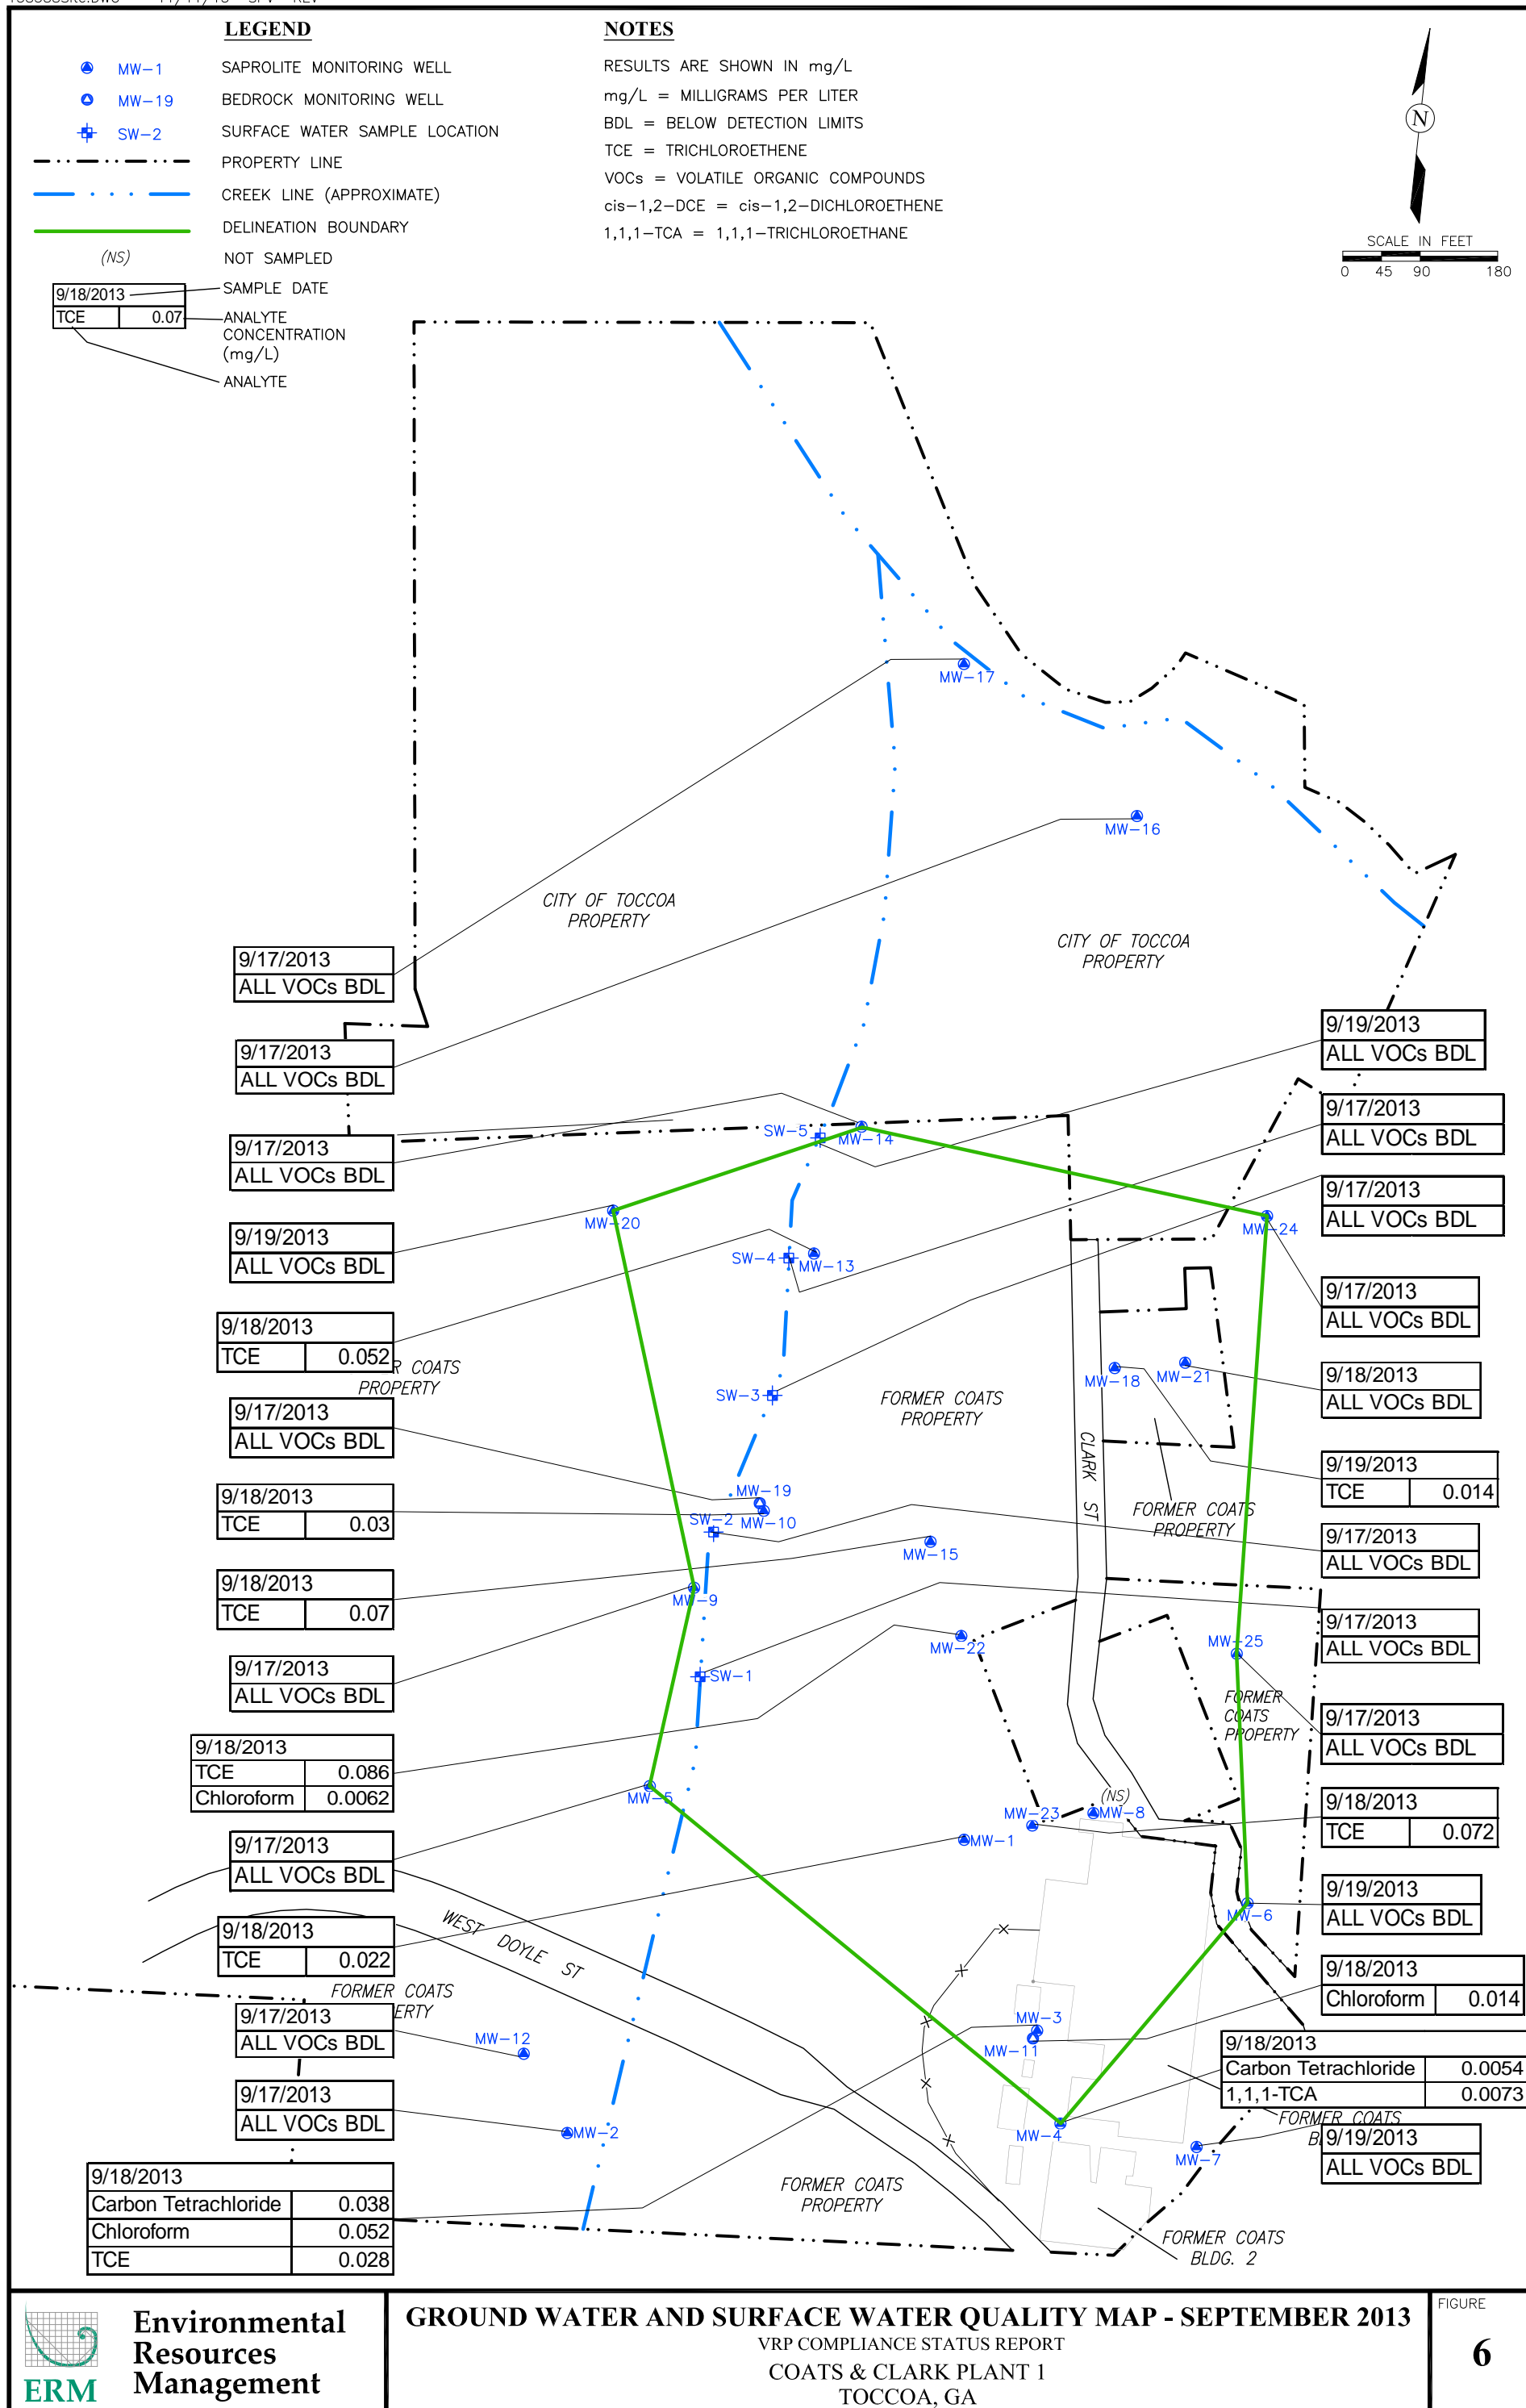 LEGEND
MW-1 SAPROLITE MONITORING WELL
MW-19 BEDROCK MONITORING WELL
SW-2 SURFACE WATER SAMPLE LOCATION
PROPERTY LINE
CREEK LINE (APPROXIMATE)
DELINEATION BOUNDARY
(NS) NOT SAMPLED
9/18/2013 SAMPLE DATE
TCE 0.07 ANALYTE
CONCENTRATION
(mg/L)
ANALYTE
NOTES
RESULTS ARE SHOWN IN mg/L
mg/L = MILLIGRAMS PER LITER
BDL = BELOW DETECTION LIMITS
TCE = TRICHLOROETHENE
VOCs = VOLATILE ORGANIC COMPOUNDS
cis-1,2-DCE = cis-1,2-DICHLOROETHENE
1,1,1-TCA = 1,1,1-TRICHLOROETHANE
N
SCALE IN FEET
0 45 90 180
MW-17
MW-16
CITY OF TOCCOA
PROPERTY
CITY OF TOCCOA
PROPERTY
9/17/2013
ALL VOCs BDL
9/17/2013
ALL VOCs BDL
9/17/2013
ALL VOCs BDL
9/19/2013
ALL VOCs BDL
9/18/2013
TCE 0.052
R COATS
PROPERTY
9/17/2013
ALL VOCs BDL
9/18/2013
TCE 0.03
9/18/2013
TCE 0.07
9/17/2013
ALL VOCs BDL
9/18/2013
TCE 0.086
Chloroform 0.0062
9/17/2013
ALL VOCs BDL
9/18/2013
TCE 0.022
FORMER COATS
ERTY
9/17/2013
ALL VOCs BDL
9/17/2013
ALL VOCs BDL
9/18/2013
Carbon Tetrachloride 0.038
Chloroform 0.052
TCE 0.028
SW-5
MW-14
MW-20
MW-24
SW-4
MW-13
SW-3
MW-18
MW-21
FORMER COATS
PROPERTY
CLARK ST
MW-19
MW-10
SW-2
FORMER COATS
PROPERTY
MW-15
MW-9
MW-22
MW-25
SW-1
FORMER
COATS
PROPERTY
MW-5
(NS)
MW-23
MW-8
MW-1
MW-6
WEST DOYLE ST
MW-12
MW-3
MW-11
MW-2
MW-4
MW-7
FORMER COATS
PROPERTY
FORMER COATS
BLDG. 2
9/19/2013
ALL VOCs BDL
9/17/2013
ALL VOCs BDL
9/17/2013
ALL VOCs BDL
9/17/2013
ALL VOCs BDL
9/18/2013
ALL VOCs BDL
9/19/2013
TCE 0.014
9/17/2013
ALL VOCs BDL
9/17/2013
ALL VOCs BDL
9/17/2013
ALL VOCs BDL
9/18/2013
TCE 0.072
9/19/2013
ALL VOCs BDL
9/18/2013
Chloroform 0.014
9/18/2013
Carbon Tetrachloride 0.0054
1,1,1-TCA 0.0073
FORMER COATS
9/19/2013
ALL VOCs BDL
ERM
Environmental
Resources
Management
GROUND WATER AND SURFACE WATER QUALITY MAP - SEPTEMBER 2013
VRP COMPLIANCE STATUS REPORT
COATS & CLARK PLANT 1
TOCCOA, GA
FIGURE
6